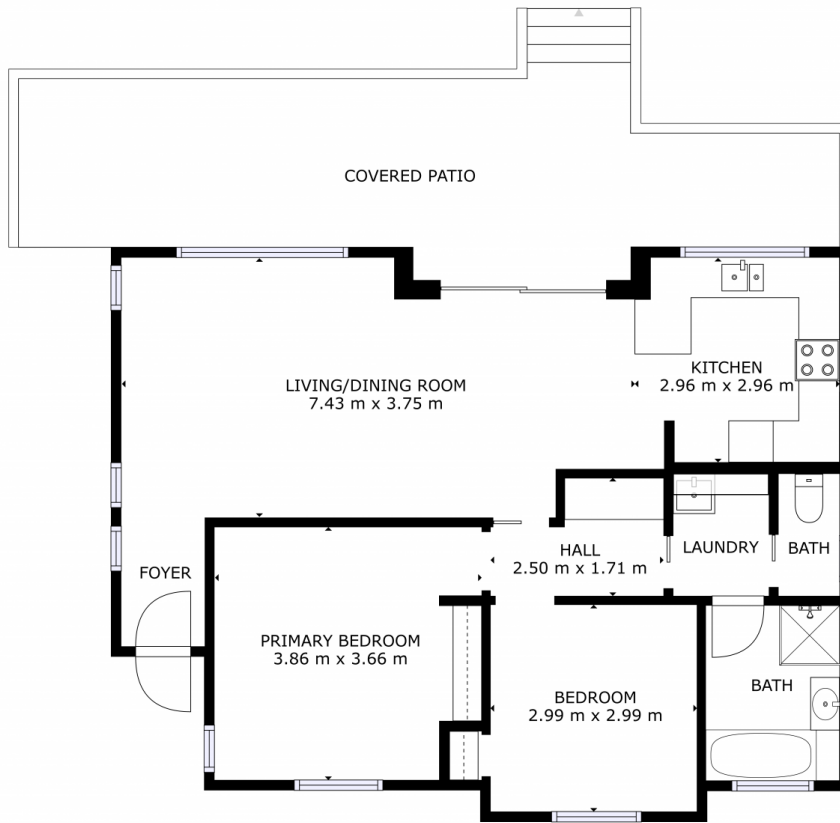 COVERED PATIO
LIVING/DINING ROOM
7.43 m x 3.75 m
KITCHEN
2.96 m x 2.96 m
FOYER
HALL
2.50 m x 1.71 m
LAUNDRY
BATH
PRIMARY BEDROOM
3.86 m x 3.66 m
BEDROOM
2.99 m x 2.99 m
BATH